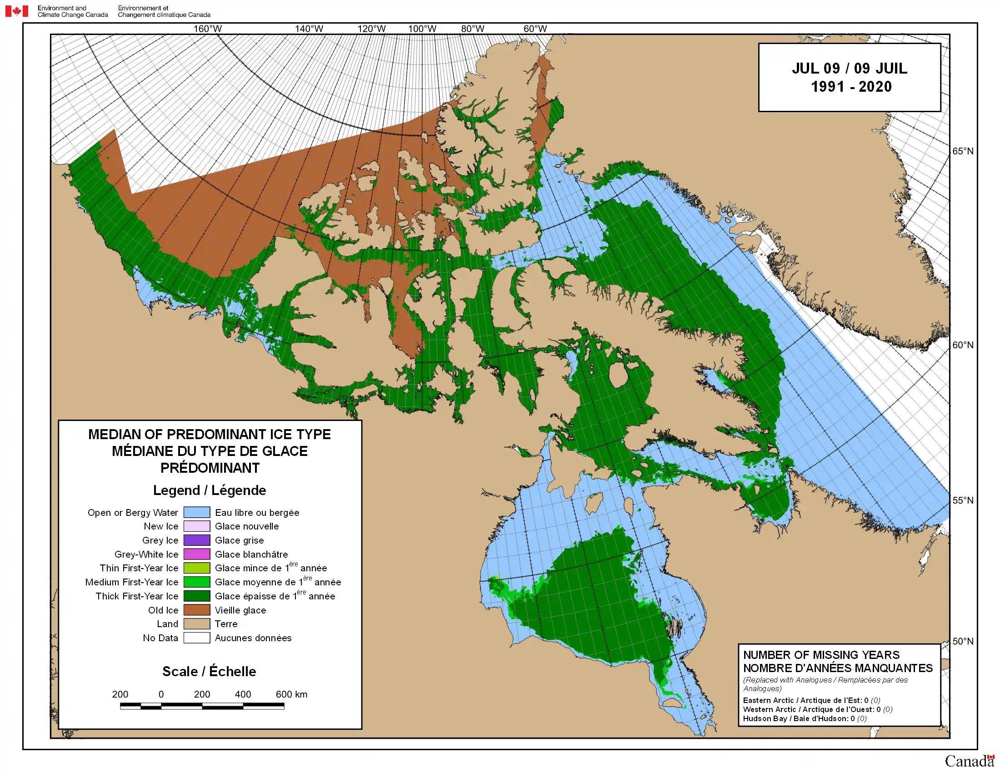 Environment and Environnement et
Climate Change Canada Changement climatique Canada
160°W 140°W 120°W 100°W 80°W 60°W
JUL 09 / 09 JUIL
1991 - 2020
65°N
60°N
55°N
50°N
MEDIAN OF PREDOMINANT ICE TYPE
MÉDIANE DU TYPE DE GLACE
PRÉDOMINANT
Legend / Légende
Open or Bergy Water Eau libre ou bergée
New Ice Glace nouvelle
Grey Ice Glace grise
Grey-White Ice Glace blanchâtre
Thin First-Year Ice Glace mince de 1ère année
Medium First-Year Ice Glace moyenne de 1ère année
Thick First-Year Ice Glace épaisse de 1ère année
Old Ice Vieille glace
Land Terre
No Data Aucunes données
Scale / Échelle
200 0 200 400 600 km
NUMBER OF MISSING YEARS
NOMBRE D'ANNÉES MANQUANTES
(Replaced with Analogues / Remplacées par des
Analogues)
Eastern Arctic / Arctique de l'Est: 0 (0)
Western Arctic / Arctique de l'Ouest: 0 (0)
Hudson Bay / Baie d'Hudson: 0 (0)
Canada